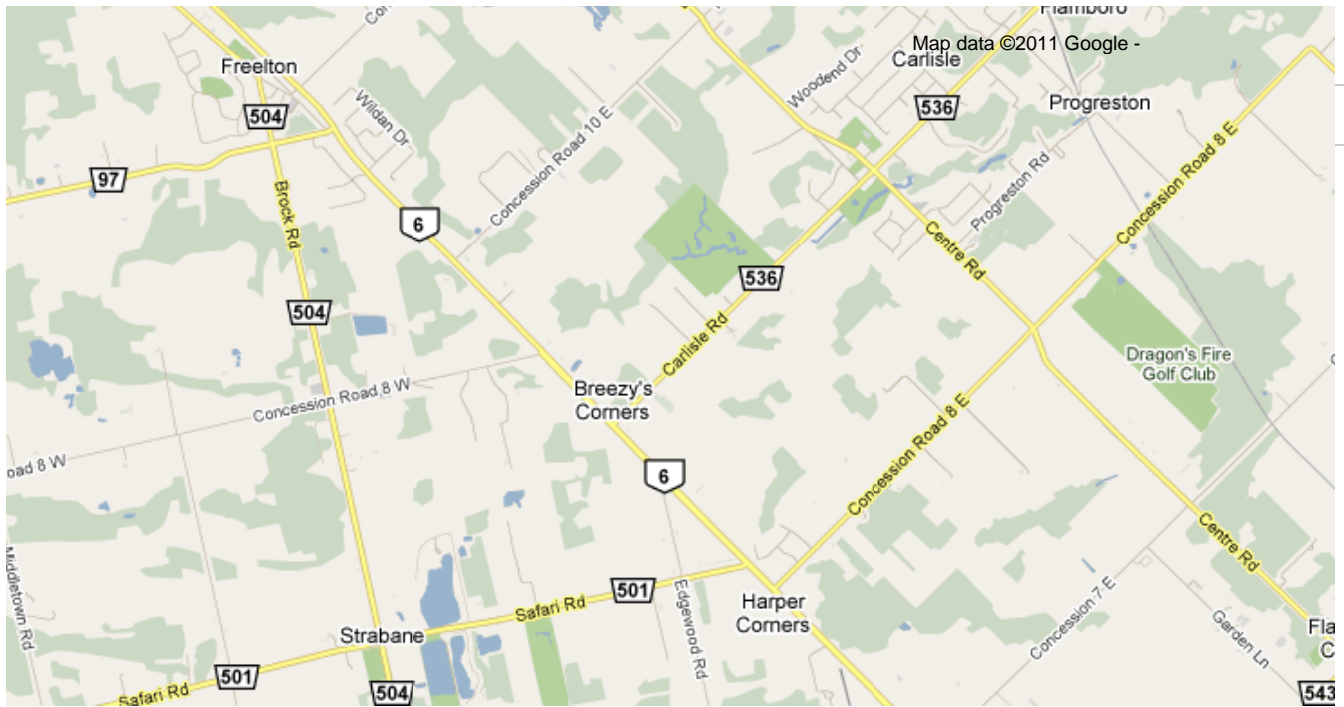 Flamboro
Map data ©2011 Google -
Carlisle
Freelton
Woodend Dr
536
Progreston
504
Wildan Dr
Concession Road 10 E
Concession Road 8 E
97
Brock Rd
6
Progreston Rd
Centre Rd
536
504
Carlisle Rd
Dragon's Fire
Golf Club
Concession Road 8 W
Breezy's
Corners
Concession Road 8 E
oad 8 W
6
Centre Rd
Middletown Rd
501
Safari Rd
Edgewood Rd
Harper
Corners
Concession 7 E
Garden Ln
Strabane
Fla
C
501
Safari Rd
504
543